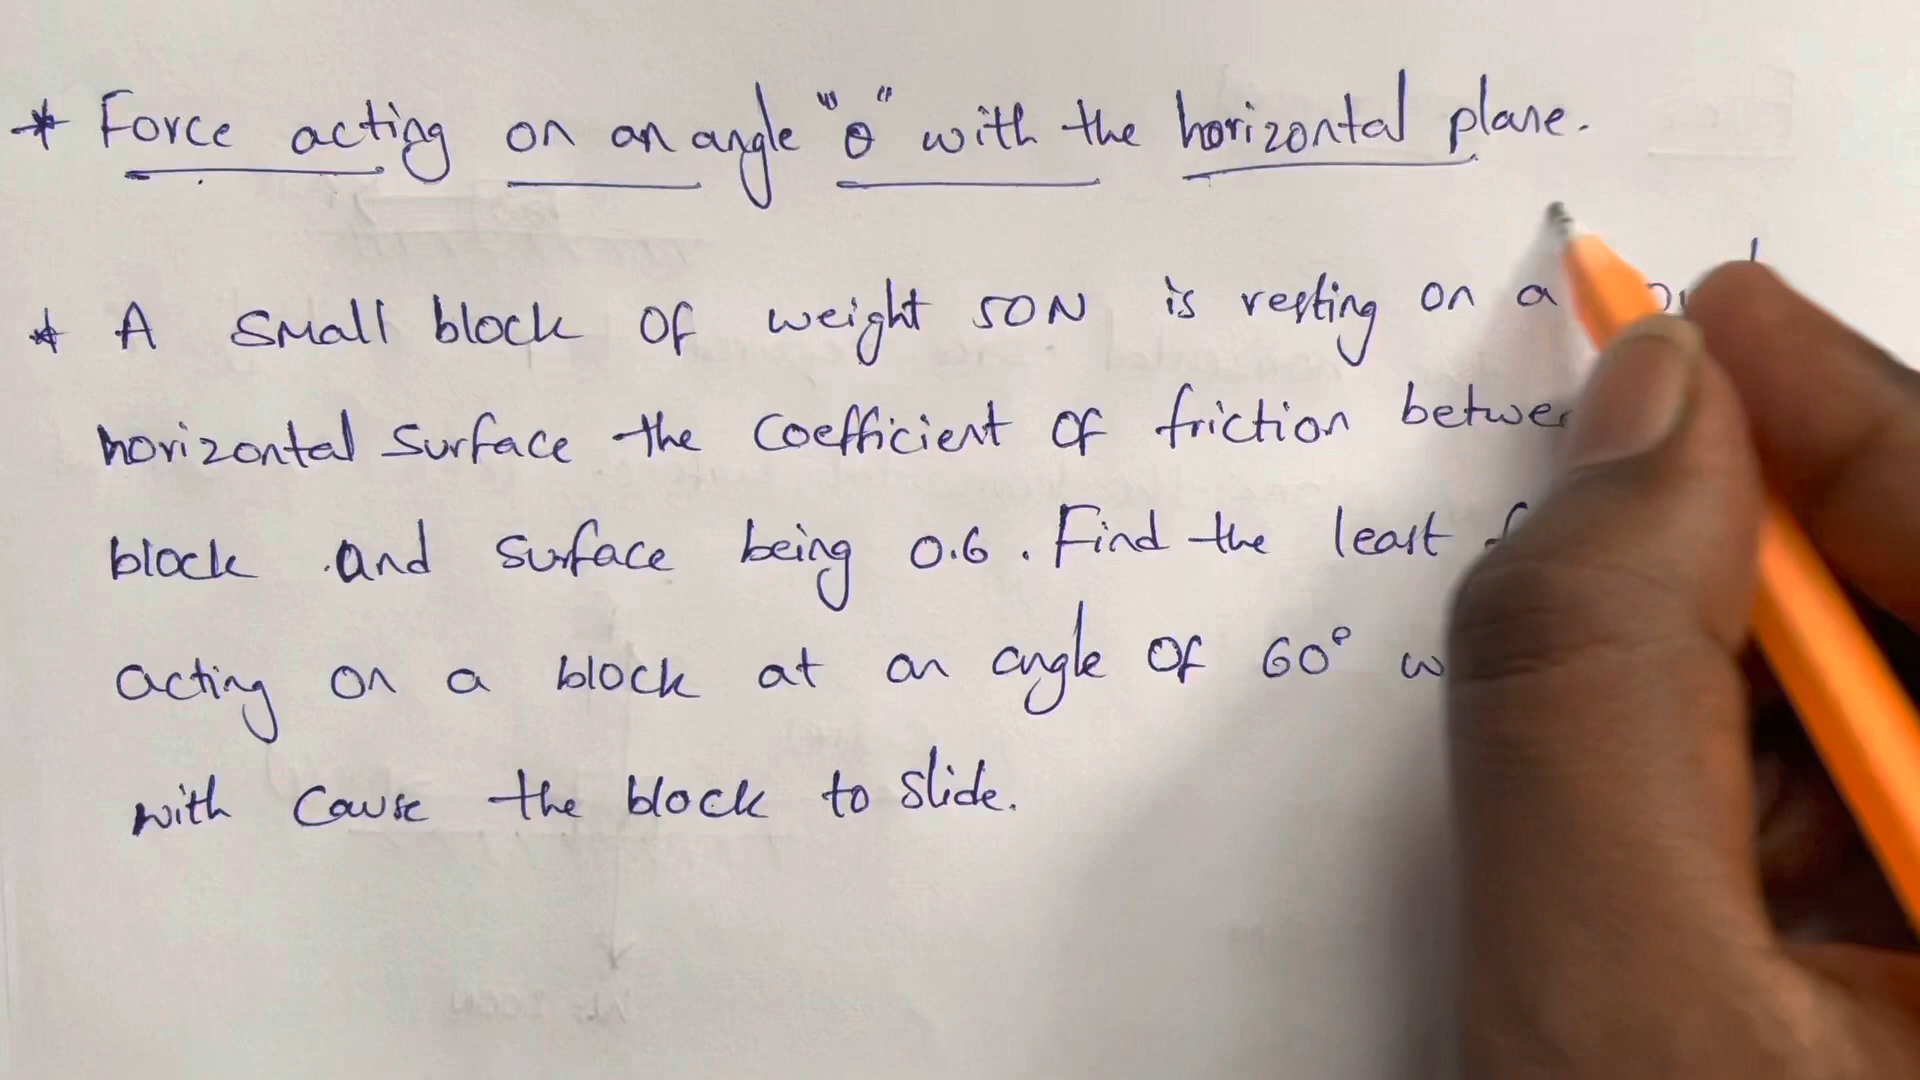 * Force acting on an angle "θ" with the horizontal plane.
* A small block of weight 50N is resting on a
horizontal surface the coefficient of friction
block and surface being 0.6. Find the least
acting on a block at an angle of 60°
with cause the block to slide.